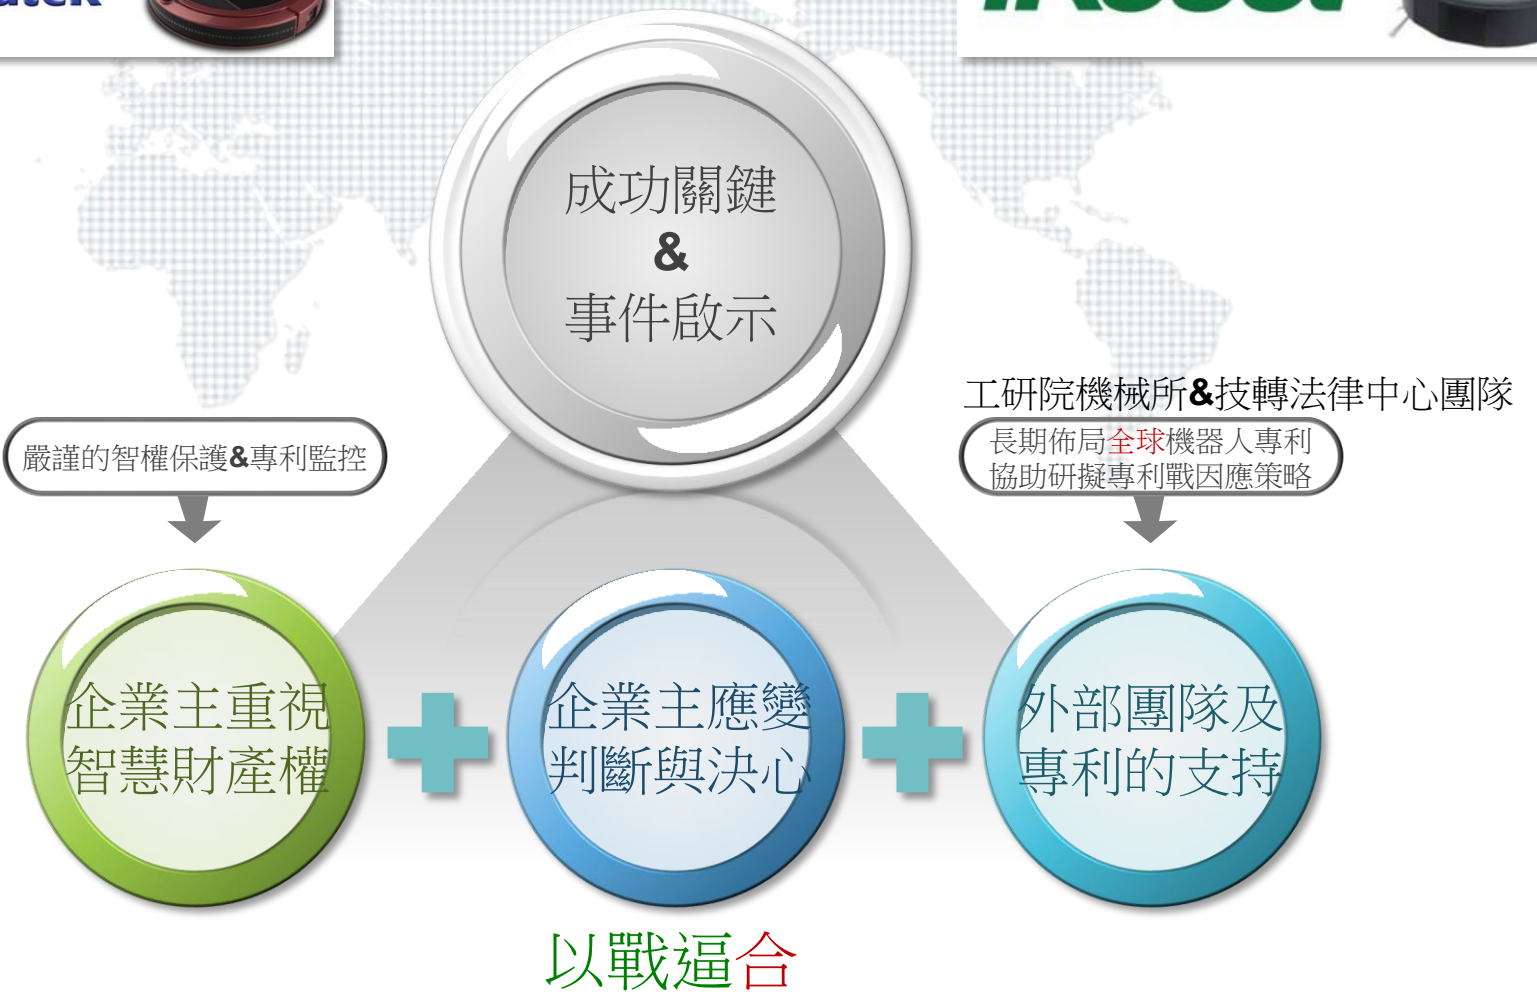 成功關鍵
&
事件啟示
工研院機械所&技轉法律中心團隊
嚴謹的智權保護&專利監控
長期佈局全球機器人專利
協助研擬專利戰因應策略
企業主重視
智慧財產權
企業主應變
判斷與決心
外部團隊及
專利的支持
以戰逼合